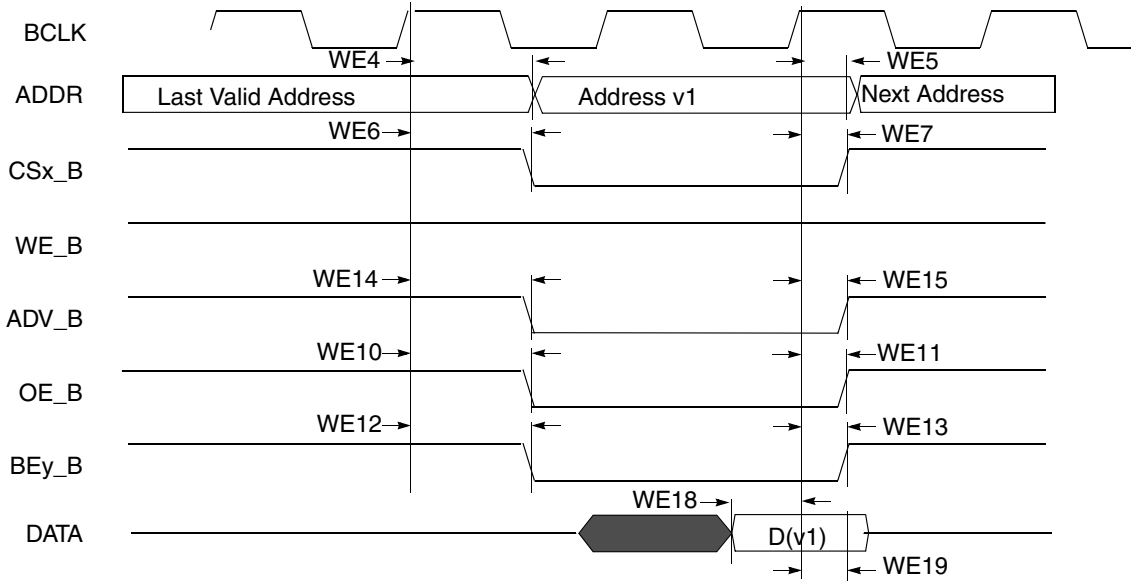 BCLK
WE4
WE5
ADDR
Last Valid Address
Address v1
Next Address
WE6
WE7
CSx_B
WE_B
WE14
WE15
ADV_B
WE10
WE11
OE_B
WE12
WE13
BEy_B
WE18
DATA
D(v1)
WE19